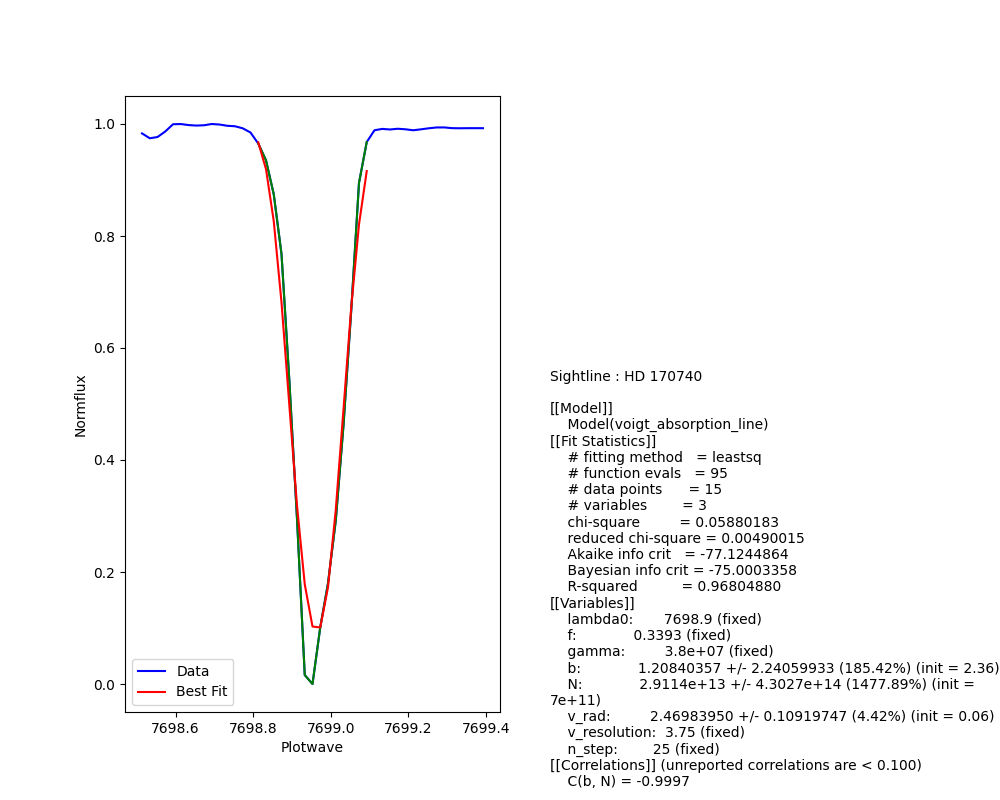 1.0
0.8
0.6
0.4
0.2
0.0
Normflux
Data
Best Fit
7698.6 7698.8 7699.0 7699.2 7699.4
Plotwave
Sightline : HD 170740
[[Model]]
Model(voigt_absorption_line)
[[Fit Statistics]]
# fitting method = leastsq
# function evals = 95
# data points = 15
# variables = 3
chi-square = 0.05880183
reduced chi-square = 0.00490015
Akaike info crit = -77.1244864
Bayesian info crit = -75.0003358
R-squared = 0.96804880
[[Variables]]
lambda0: 7698.9 (fixed)
f: 0.3393 (fixed)
gamma: 3.8e+07 (fixed)
b: 1.20840357 +/- 2.24059933 (185.42%) (init = 2.36)
N: 2.9114e+13 +/- 4.3027e+14 (1477.89%) (init =
7e+11)
v_rad: 2.46983950 +/- 0.10919747 (4.42%) (init = 0.06)
v_resolution: 3.75 (fixed)
n_step: 25 (fixed)
[[Correlations]] (unreported correlations are < 0.100)
C(b, N) = -0.9997